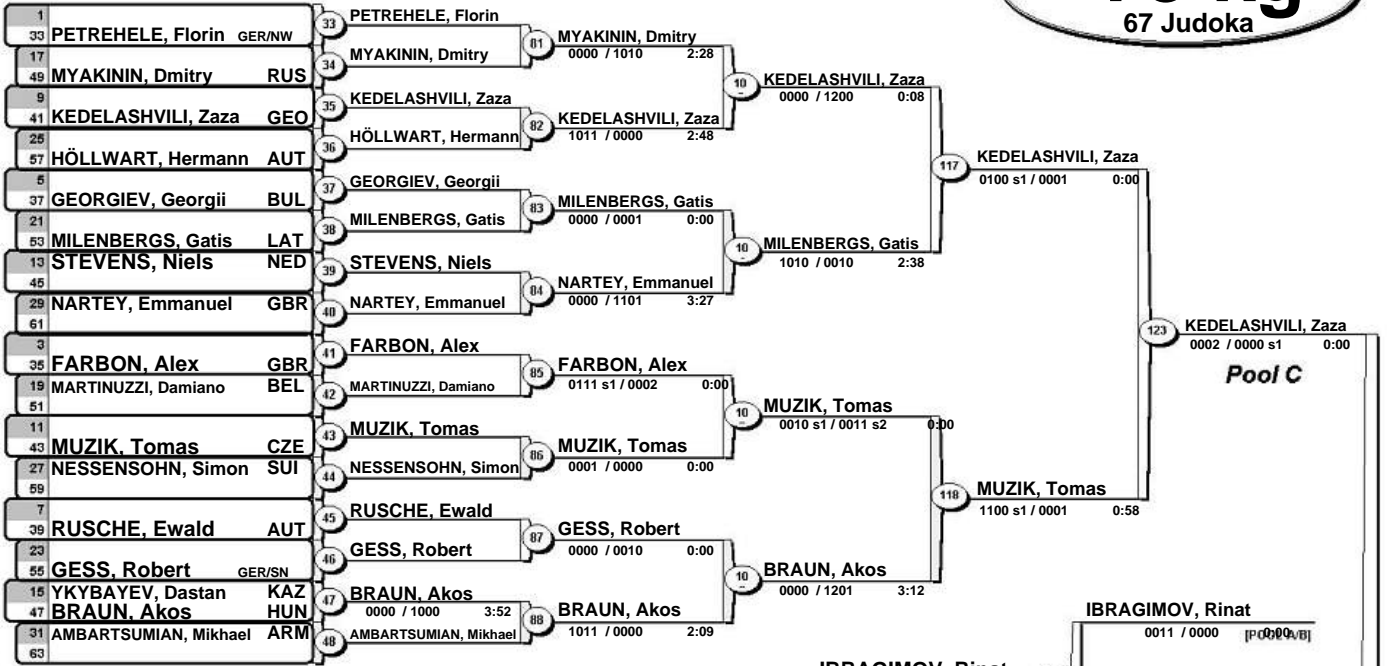 67 Judoka
1
33 PETREHELE, Florin GER/NW
17
49 MYAKININ, Dmitry RUS
9
41 KEDELASHVILI, Zaza GEO
25
57 HÖLLWART, Hermann AUT
5
37 GEORGIEV, Georgii BUL
21
53 MILENBERGS, Gatis LAT
13 STEVENS, Niels NED
45
29 NARTEY, Emmanuel GBR
61
3
35 FARBON, Alex GBR
19 MARTINUZZI, Damiano BEL
51
11
43 MUZIK, Tomas CZE
27 NESSENSOHN, Simon SUI
59
7
39 RUSCHE, Ewald AUT
23
55 GESS, Robert GER/SN
15 YKYBAYEV, Dastan KAZ
47 BRAUN, Akos HUN
31 AMBARTSUMIAN, Mikhael ARM
63
33 PETREHELE, Florin
34 MYAKININ, Dmitry
35 KEDELASHVILI, Zaza
36 HÖLLWART, Hermann
37 GEORGIEV, Georgii
38 MILENBERGS, Gatis
39 STEVENS, Niels
40 NARTEY, Emmanuel
41 FARBON, Alex
42 MARTINUZZI, Damiano
43 MUZIK, Tomas
44 NESSENSOHN, Simon
45 RUSCHE, Ewald
46 GESS, Robert
47 BRAUN, Akos
0000 / 1000 3:52
48 AMBARTSUMIAN, Mikhael
81 MYAKININ, Dmitry
0000 / 1010 2:28
82 KEDELASHVILI, Zaza
1011 / 0000 2:48
83 MILENBERGS, Gatis
0000 / 0001 0:00
84 NARTEY, Emmanuel
0000 / 1101 3:27
85 FARBON, Alex
0111 s1 / 0002 0:00
86 MUZIK, Tomas
0001 / 0000 0:00
87 GESS, Robert
0000 / 0010 0:00
88 BRAUN, Akos
1011 / 0000 2:09
10 KEDELASHVILI, Zaza
0000 / 1200 0:08
10 MILENBERGS, Gatis
1010 / 0010 2:38
10 MUZIK, Tomas
0010 s1 / 0011 s2 0:00
10 BRAUN, Akos
0000 / 1201 3:12
117 KEDELASHVILI, Zaza
0100 s1 / 0001 0:00
118 MUZIK, Tomas
1100 s1 / 0001 0:58
123 KEDELASHVILI, Zaza
0002 / 0000 s1 0:00
Pool C
IBRAGIMOV, Rinat
0011 / 0000 0:00
IBRAGIMOV, Rinat